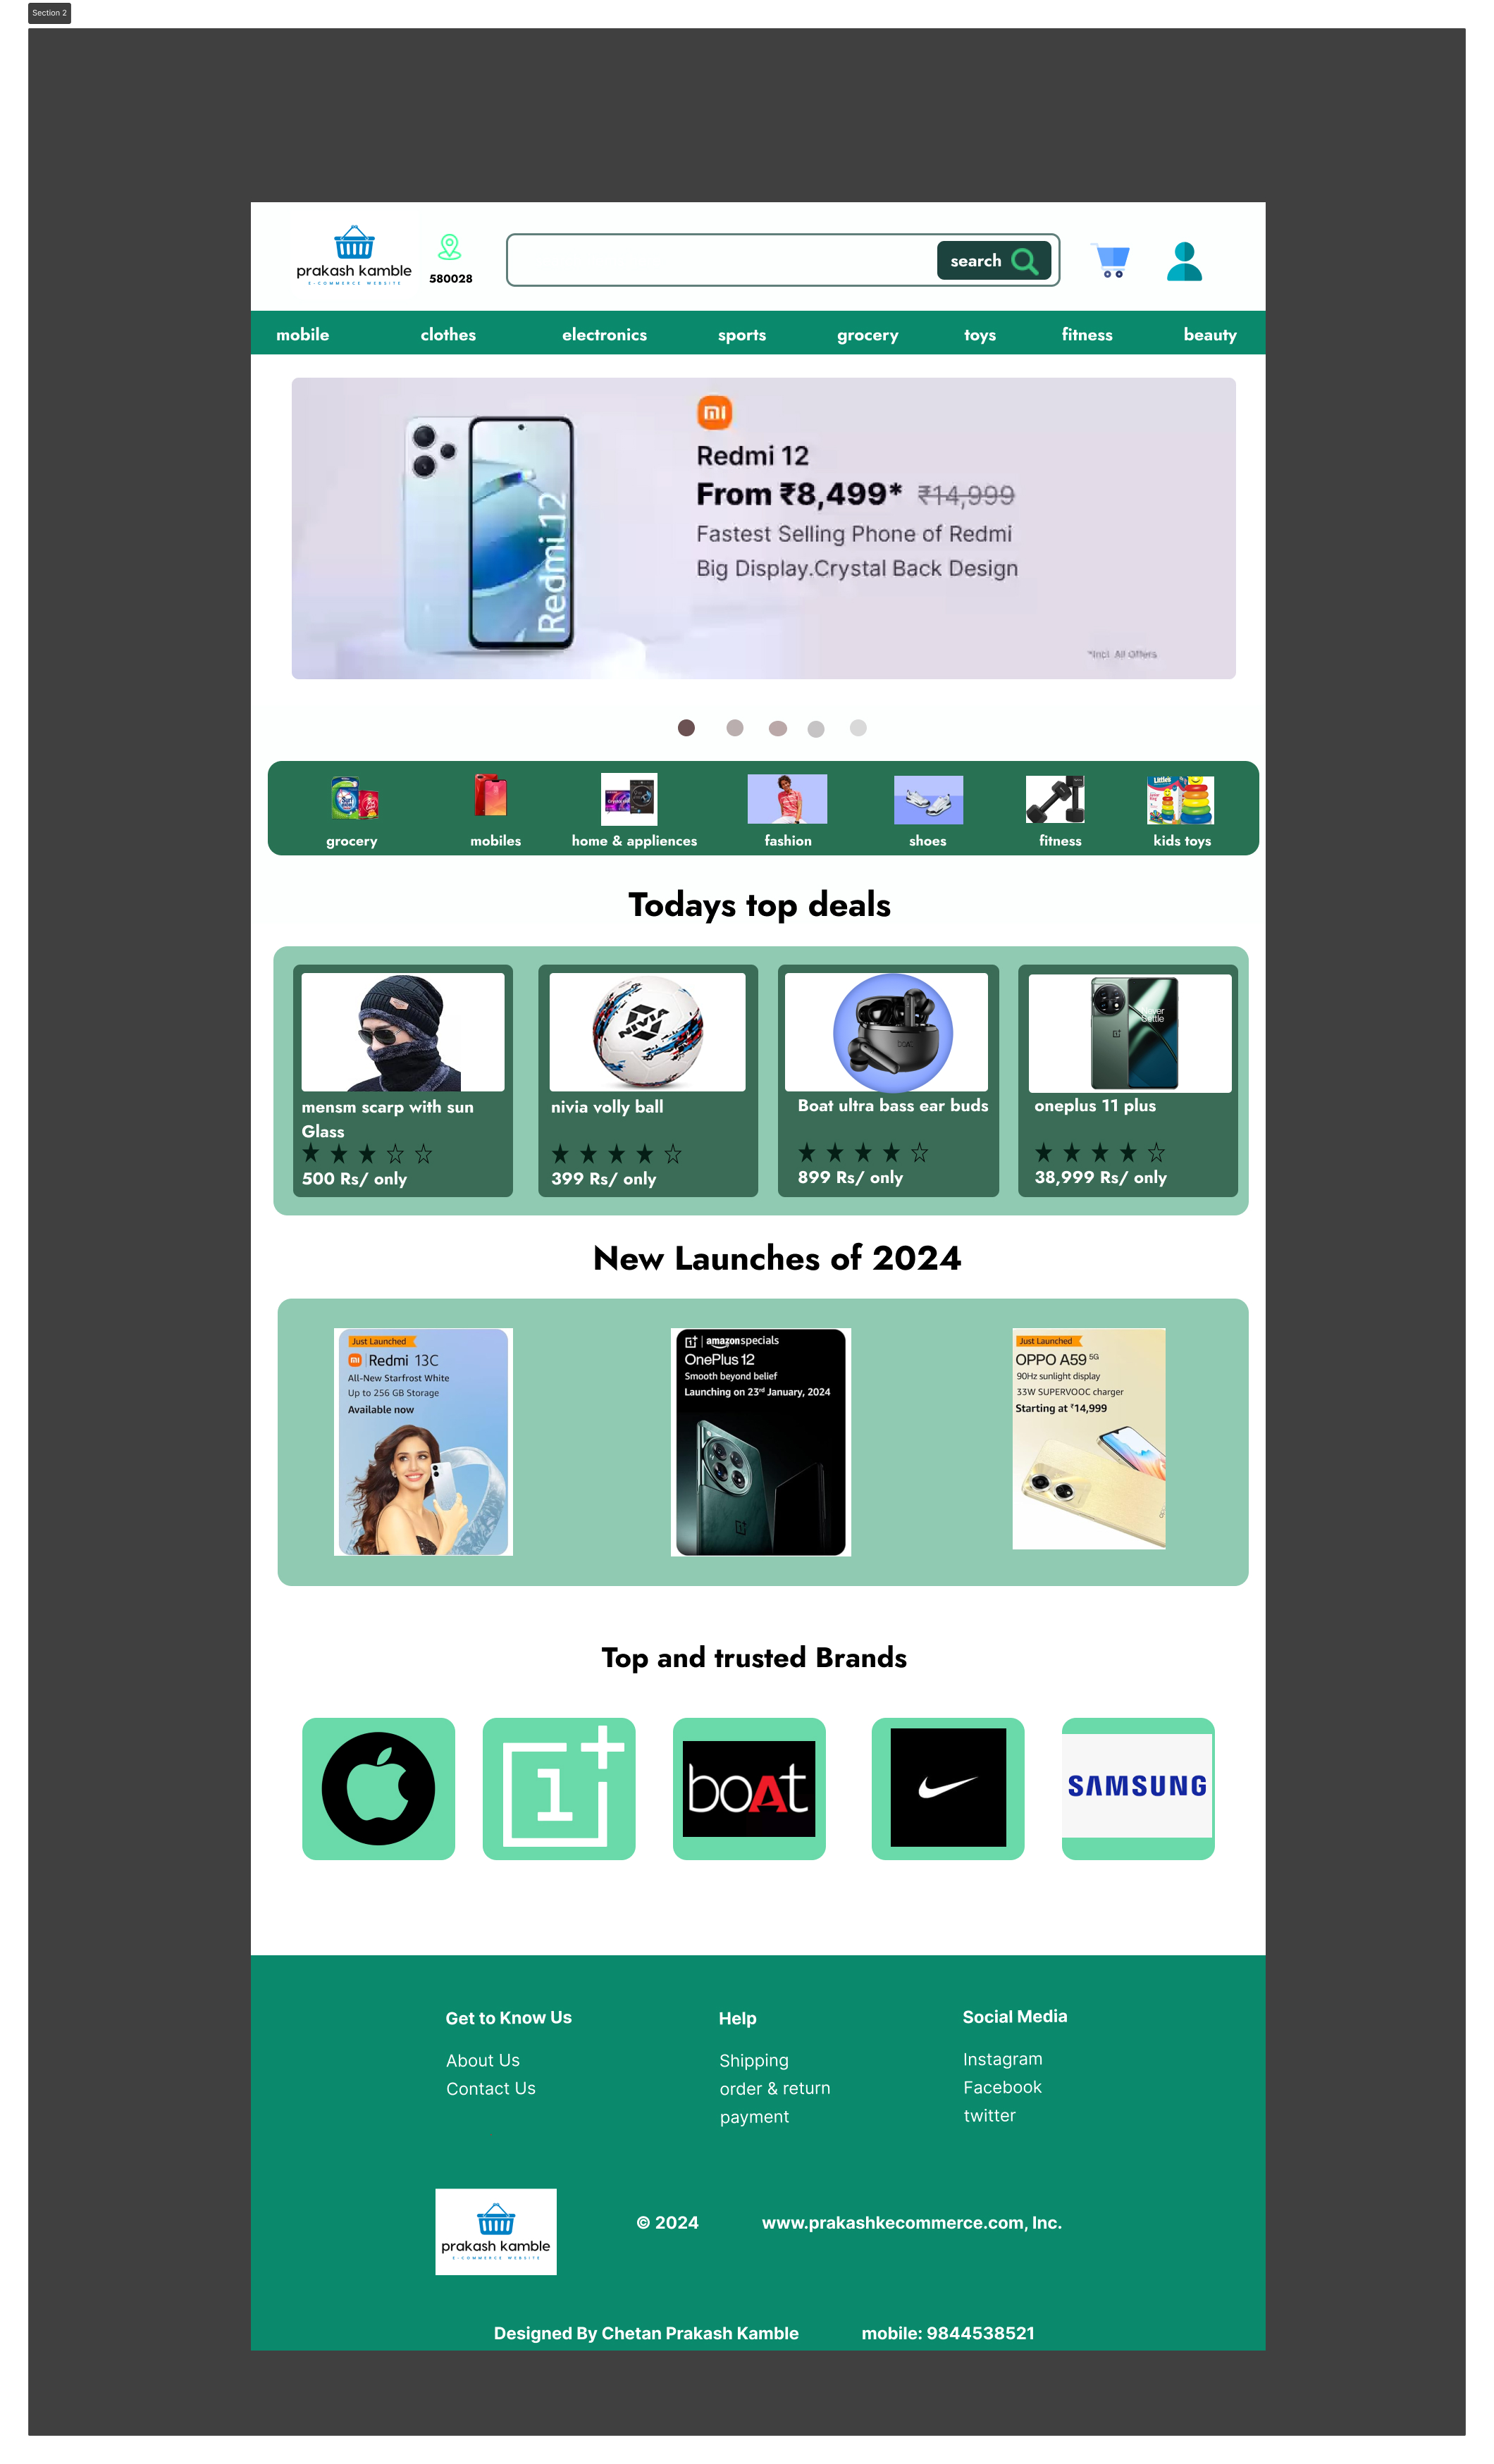 Section 2
prakash kamble
E-COMMERCE WEBSITE
580028
search
mobile clothes electronics sports grocery toys fitness beauty
mi
Redmi 12
From ₹8,499* ₹14,999
Fastest Selling Phone of Redmi
Big Display.Crystal Back Design
Redmi 12
*Incl. All Offers
grocery mobiles home & appliences fashion shoes fitness kids toys
Todays top deals
NIVIA
boAt
mensm scarp with sun
Glass
500 Rs/ only
nivia volly ball
399 Rs/ only
Boat ultra bass ear buds
899 Rs/ only
oneplus 11 plus
38,999 Rs/ only
New Launches of 2024
Just Launched
mi Redmi 13C
All-New Starfrost White
Up to 256 GB Storage
Available now
amazonspecials
OnePlus 12
Smooth beyond belief
Launching on 23rd January, 2024
Just Launched
OPPO A59 5G
90Hz sunlight display
33W SUPERVOOC charger
Starting at ₹14,999
Top and trusted Brands
boAt
SAMSUNG
Get to Know Us
About Us
Contact Us
Help
Shipping
order & return
payment
Social Media
Instagram
Facebook
twitter
prakash kamble
E-COMMERCE WEBSITE
© 2024 www.prakashkecommerce.com, Inc.
Designed By Chetan Prakash Kamble mobile: 9844538521